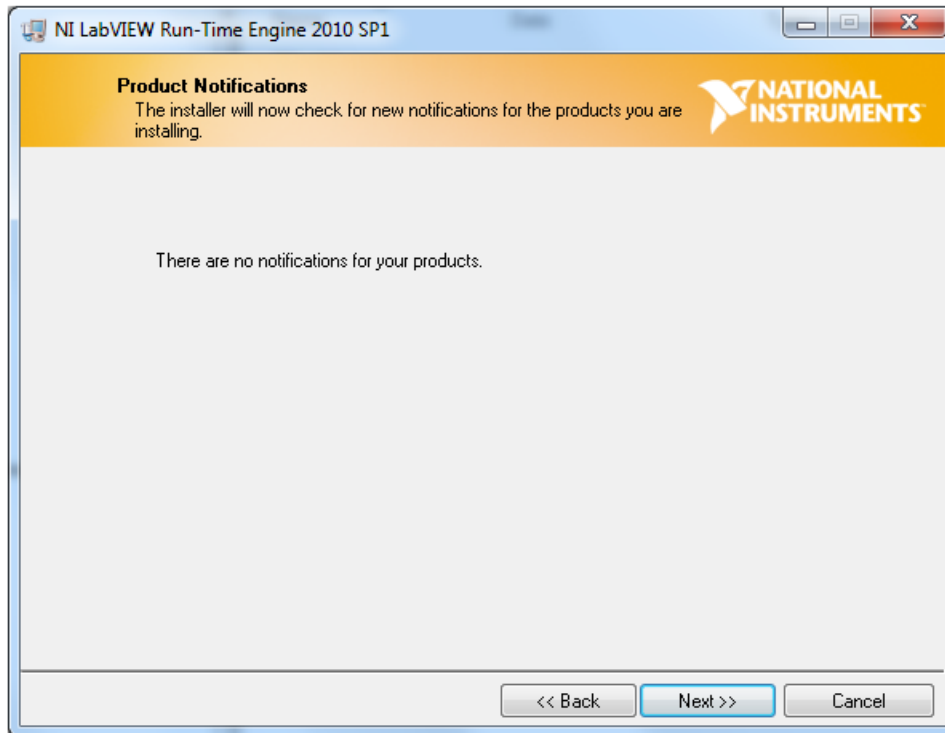 NI LabVIEW Run-Time Engine 2010 SP1
Product Notifications
The installer will now check for new notifications for the products you are
installing.
NATIONAL
INSTRUMENTS
There are no notifications for your products.
<< Back
Next >>
Cancel